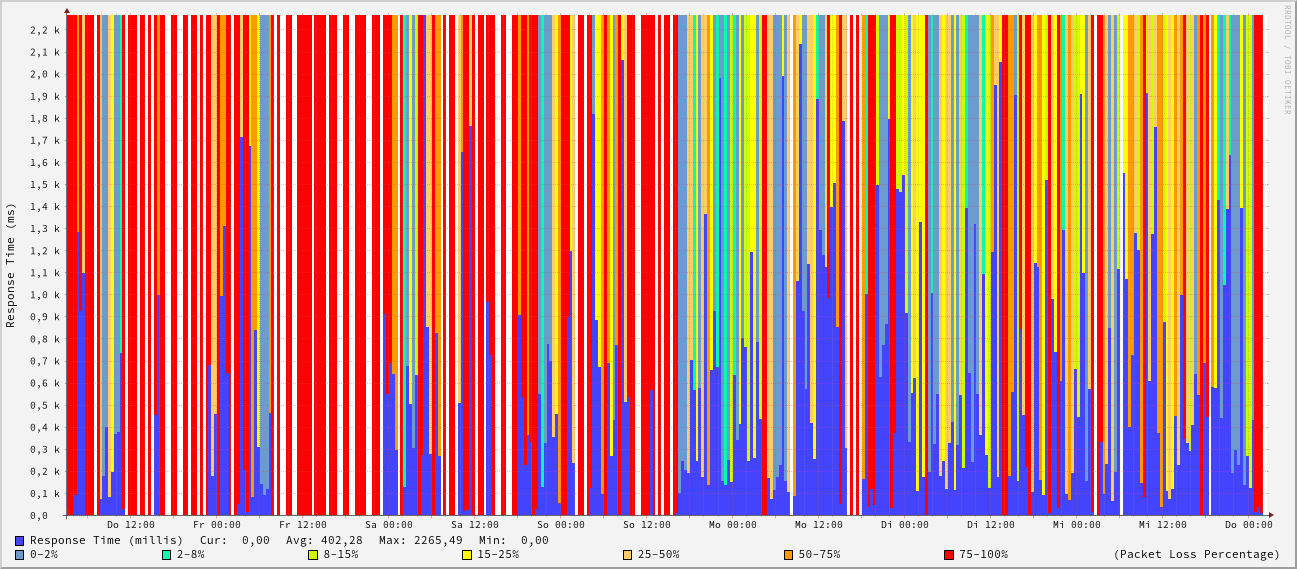 RRDTOOL / TOBI OETIKER
Response Time (ms)
2,2 k
2,1 k
2,0 k
1,9 k
1,8 k
1,7 k
1,6 k
1,5 k
1,4 k
1,3 k
1,2 k
1,1 k
1,0 k
0,9 k
0,8 k
0,7 k
0,6 k
0,5 k
0,4 k
0,3 k
0,2 k
0,1 k
0,0
Do 12:00 Fr 00:00 Fr 12:00 Sa 00:00 Sa 12:00 So 00:00 So 12:00 Mo 00:00 Mo 12:00 Di 00:00 Di 12:00 Mi 00:00 Mi 12:00 Do 00:00
Response Time (millis) Cur: 0,00 Avg: 402,28 Max: 2265,49 Min: 0,00
0-2% 2-8% 8-15% 15-25% 25-50% 50-75% 75-100% (Packet Loss Percentage)